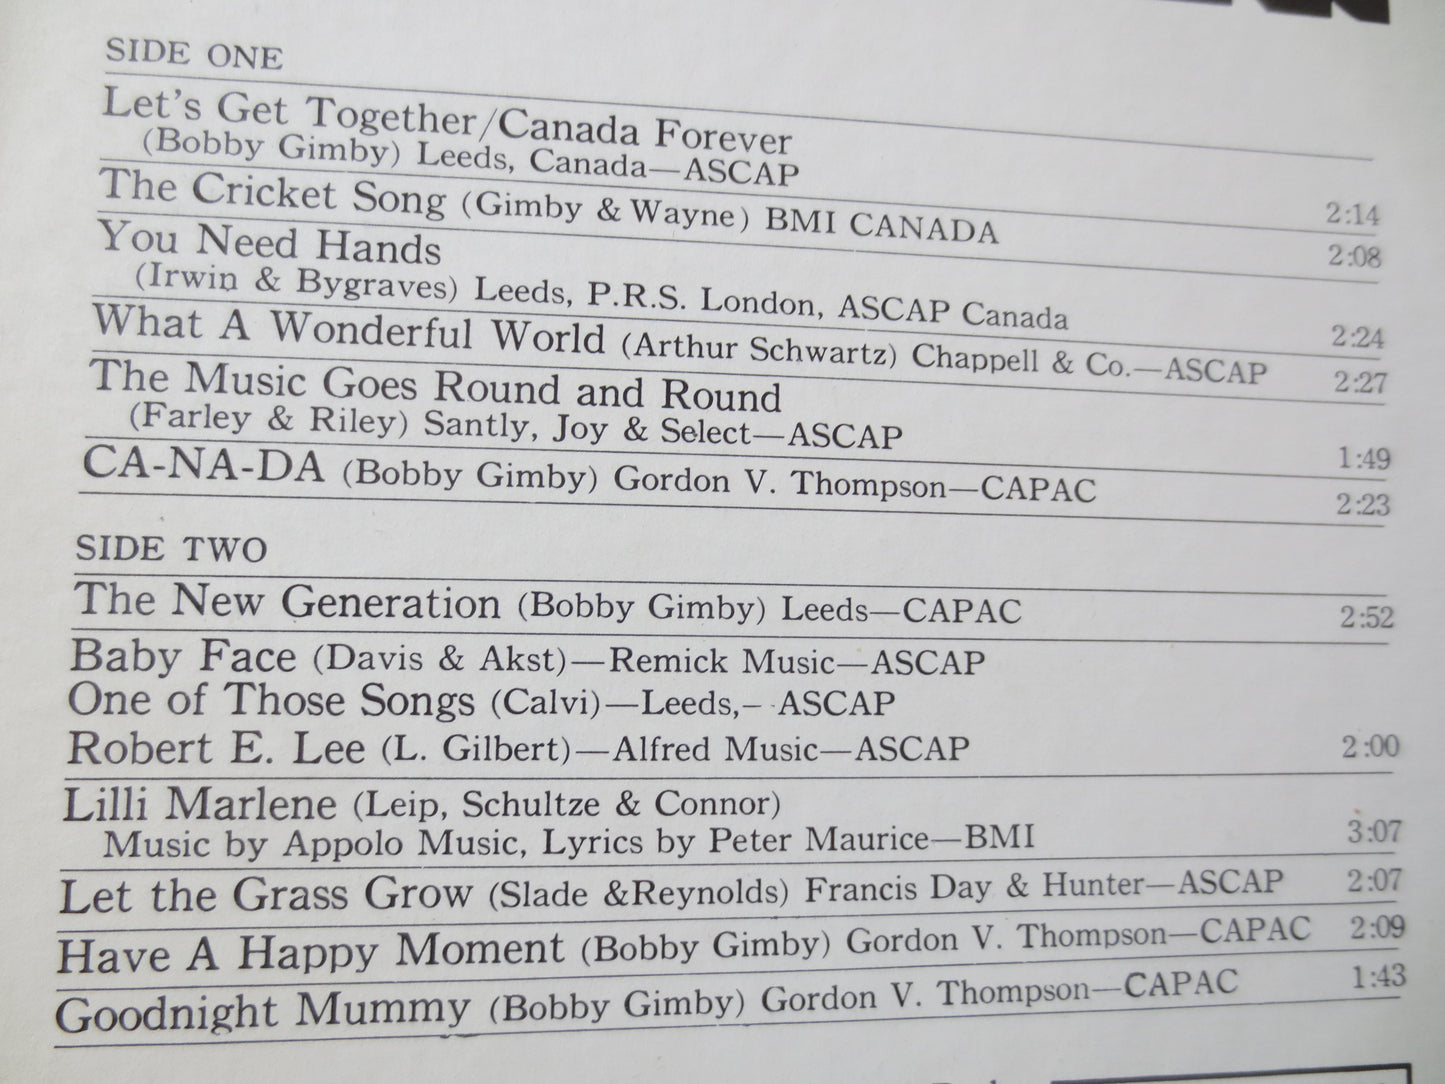 SIDE ONE
Let's Get Together/Canada Forever
(Bobby Gimby) Leeds, Canada—ASCAP 2:14
The Cricket Song (Gimby & Wayne) BMI CANADA 2:08
You Need Hands
(Irwin & Bygraves) Leeds, P.R.S. London, ASCAP Canada 2:24
What A Wonderful World (Arthur Schwartz) Chappell & Co.—ASCAP 2:27
The Music Goes Round and Round
(Farley & Riley) Santly, Joy & Select—ASCAP 1:49
CA-NA-DA (Bobby Gimby) Gordon V. Thompson—CAPAC 2:23
SIDE TWO
The New Generation (Bobby Gimby) Leeds—CAPAC 2:52
Baby Face (Davis & Akst)—Remick Music—ASCAP
One of Those Songs (Calvi)—Leeds,– ASCAP
Robert E. Lee (L. Gilbert)—Alfred Music—ASCAP 2:00
Lilli Marlene (Leip, Schultze & Connor)
Music by Appolo Music, Lyrics by Peter Maurice—BMI 3:07
Let the Grass Grow (Slade &Reynolds) Francis Day & Hunter—ASCAP 2:07
Have A Happy Moment (Bobby Gimby) Gordon V. Thompson—CAPAC 2:09
Goodnight Mummy (Bobby Gimby) Gordon V. Thompson—CAPAC 1:43